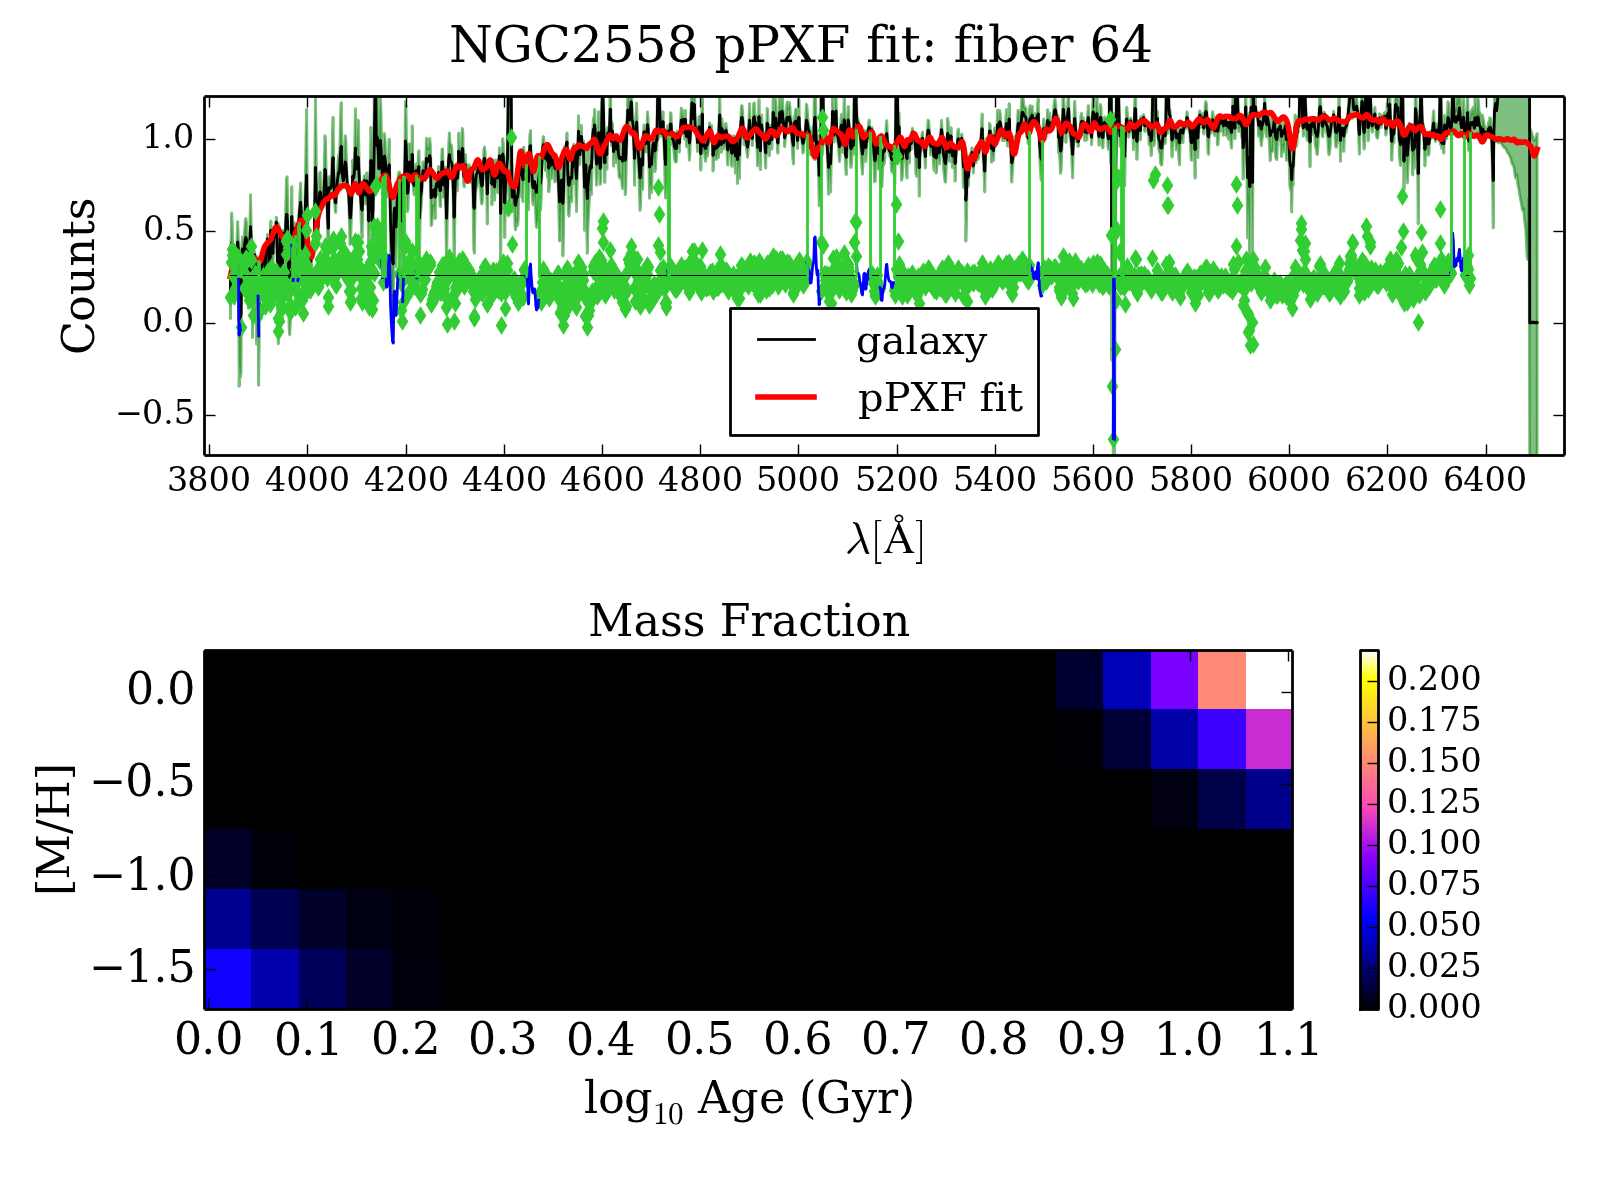 NGC2558 pPXF fit: fiber 64
1.0
0.5
0.0
−0.5
Counts
galaxy
pPXF fit
3800 4000 4200 4400 4600 4800 5000 5200 5400 5600 5800 6000 6200 6400
λ[Å]
Mass Fraction
0.0
−0.5
−1.0
−1.5
[M/H]
0.0 0.1 0.2 0.3 0.4 0.5 0.6 0.7 0.8 0.9 1.0 1.1
log₁₀ Age (Gyr)
0.200
0.175
0.150
0.125
0.100
0.075
0.050
0.025
0.000